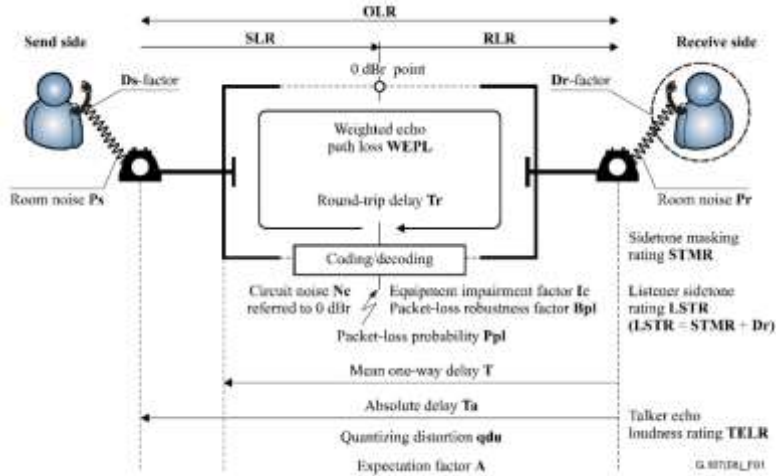 OLR
Send side
SLR
RLR
Receive side
0 dBr point
Ds-factor
Dr-factor
Weighted echo
path loss WEPL
Room noise Ps
Round-trip delay Tr
Room noise Pr
Coding/decoding
Sidetone masking
rating STMR
Circuit noise Nc
referred to 0 dBr
Equipment impairment factor Ie
Packet-loss robustness factor Bpl
Packet-loss probability Ppl
Listener sidetone
rating LSTR
(LSTR = STMR + Dr)
Mean one-way delay T
Absolute delay Ta
Talker echo
loudness rating TELR
Quantizing distortion qdu
Expectation factor A